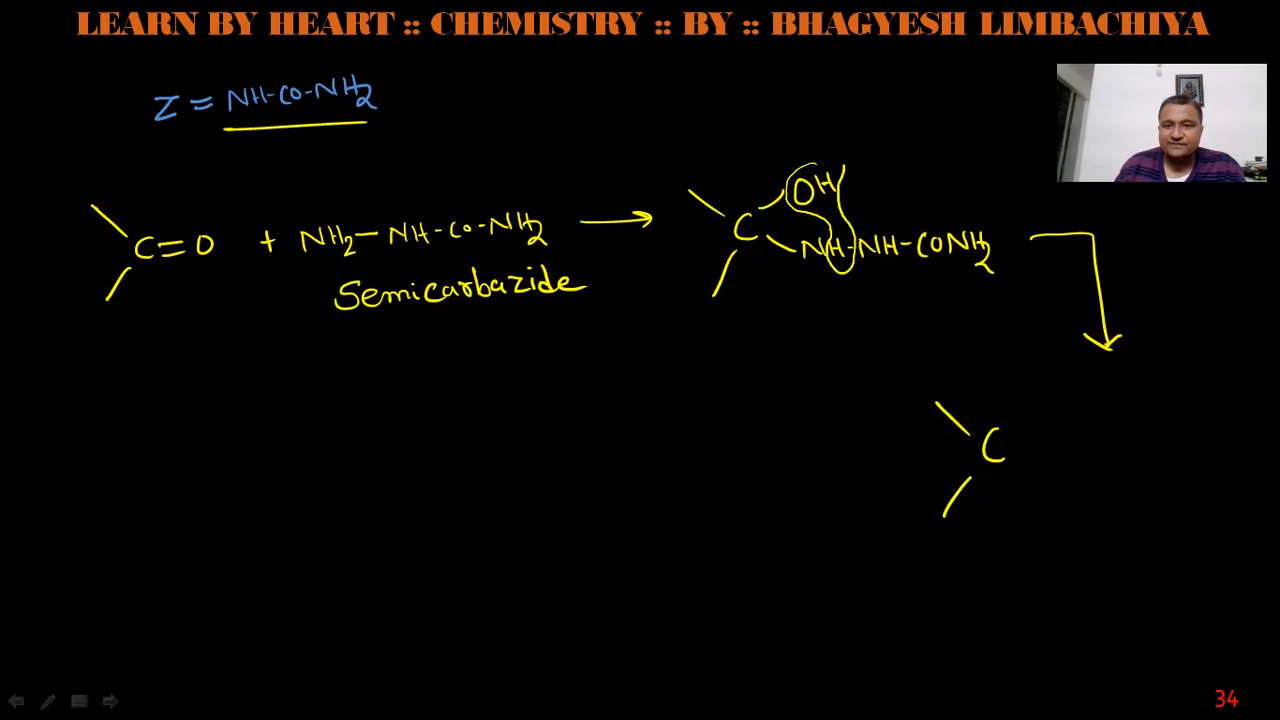 LEARN BY HEART :: CHEMISTRY :: BY :: BHAGYESH LIMBACHIYA
Z = NH-CO-NH2
C=O + NH2-NH-CO-NH2 → C OH NH-NH-CONH2
Semicarbazide
C
34